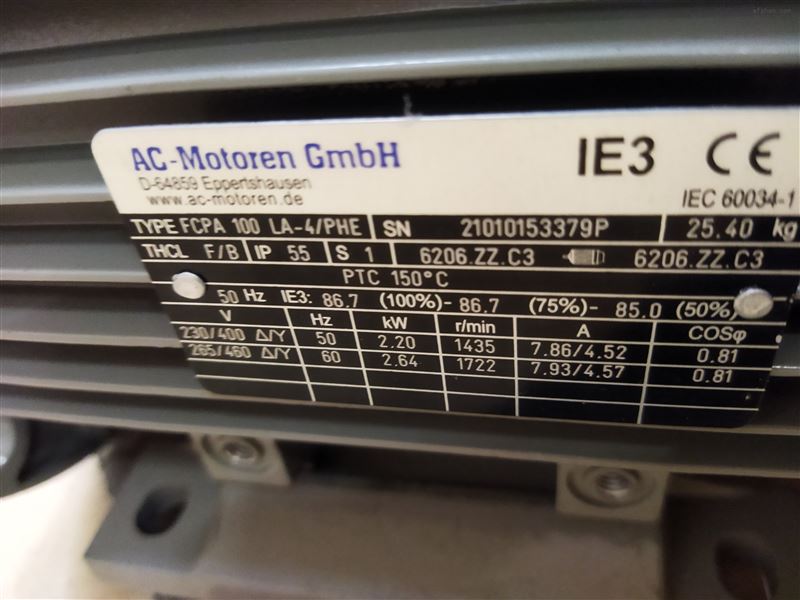 AC-Motoren GmbH IE3 CE
D-64859 Eppertshausen
www.ac-motoren.de IEC 60034-1
TYPE FCPA 100 LA-4/PHE SN 21010153379P 25.40 kg
THCL F/B IP 55 S 1 6206.ZZ.C3 6206.ZZ.C3
PTC 150°C
50 Hz IE3: 86.7 (100%)- 86.7 (75%)- 85.0 (50%)
V Hz kW r/min A COSφ
230/400 Δ/Y 50 2.20 1435 7.86/4.52 0.81
265/460 Δ/Y 60 2.64 1722 7.93/4.57 0.81